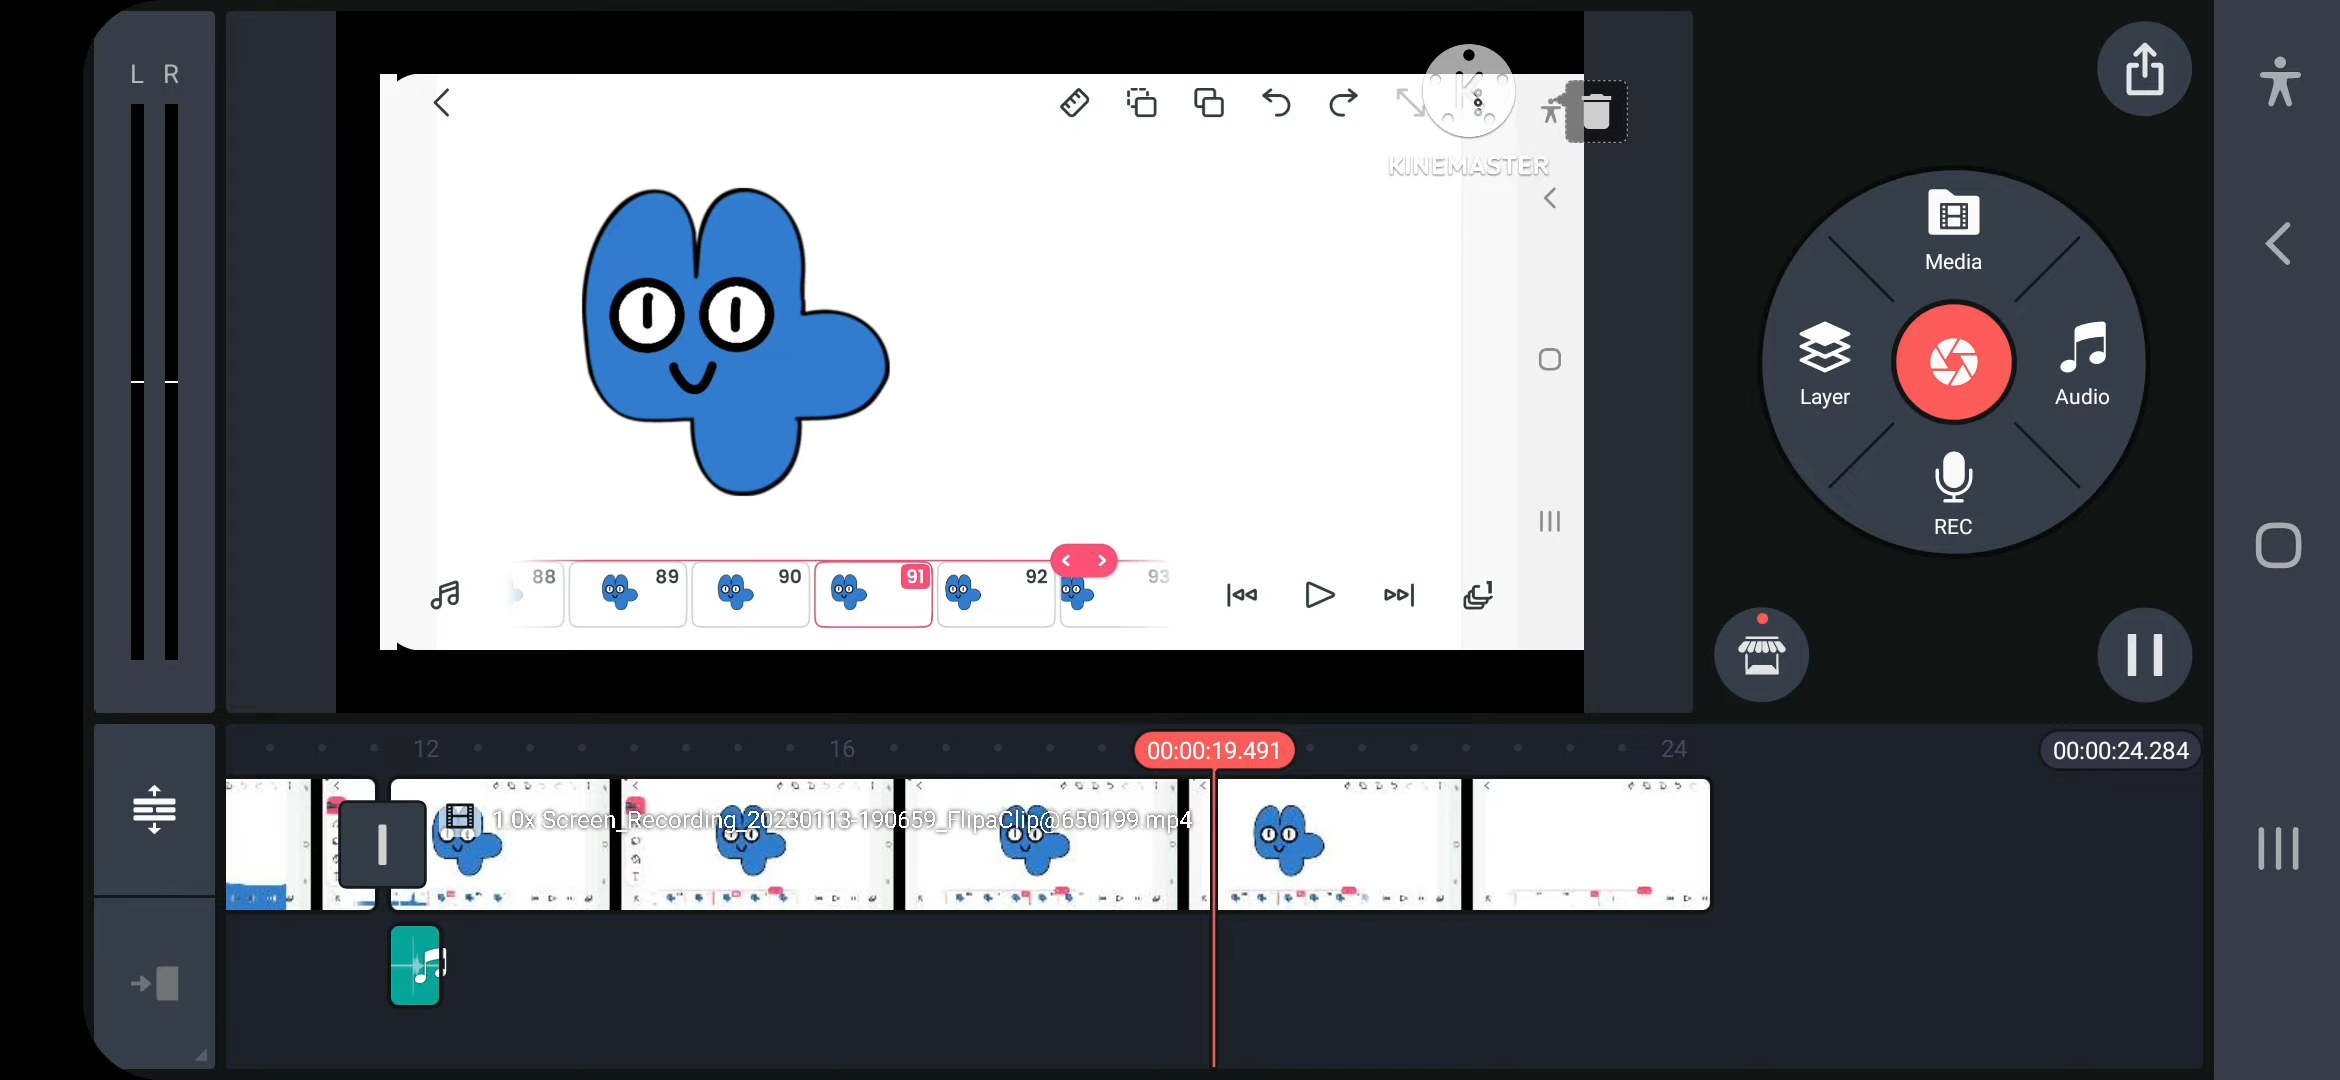 L R
KINEMASTER
Media
Layer
Audio
REC
88 89 90 91 92 93
12 16 00:00:19.491 24 00:00:24.284
1.0x Screen_Recording_20230113-190659_FlipaClip@650199.mp4